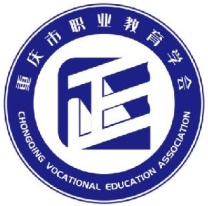 重庆市职业教育学会
CHONGQING VOCATIONAL EDUCATION ASSOCIATION